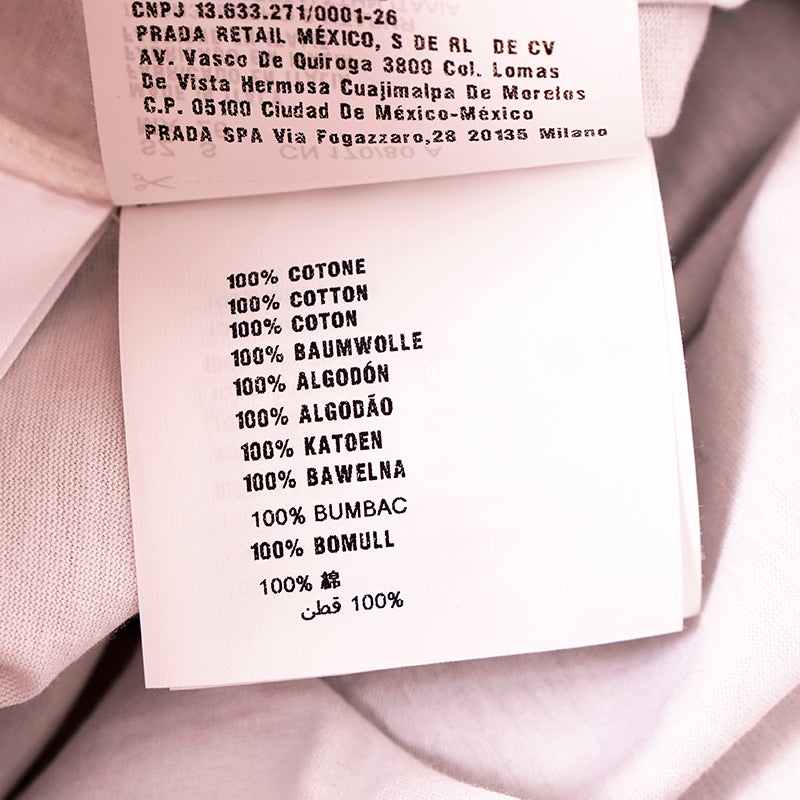 CNPJ 13.633.271/0001-26
PRADA RETAIL MÉXICO, S DE RL DE CV
AV. Vasco De Quiroga 3800 Col. Lomas
De Vista Hermosa Cuajimalpa De Morelos
C.P. 05100 Ciudad De México-México
PRADA SPA Via Fogazzaro,28 20135 Milano
100% COTONE
100% COTTON
100% COTON
100% BAUMWOLLE
100% ALGODÓN
100% ALGODÃO
100% KATOEN
100% BAWELNA
100% BUMBAC
100% BOMULL
100% 綿
100% قطن